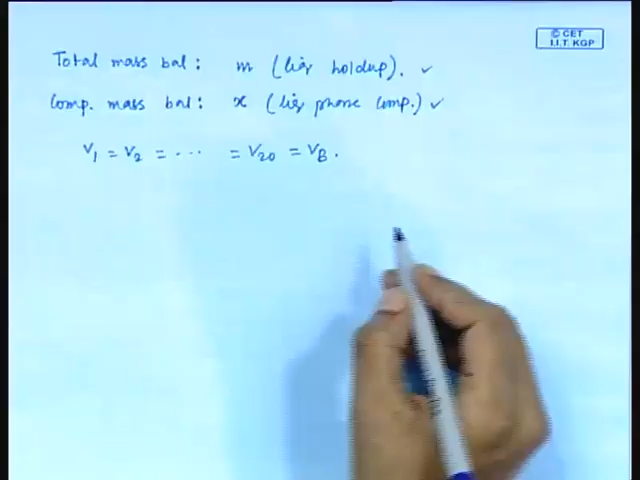 © CET
I.I.T. KGP
Total mass bal : m (liq holdup). ✓
Comp. mass bal : x (liq phase comp.) ✓
V1 = V2 = ... = V20 = VB.